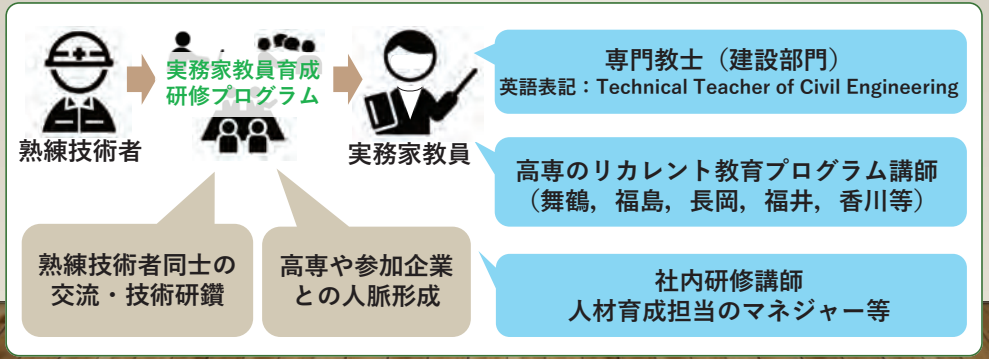 熟練技術者
実務家教員育成
研修プログラム
実務家教員
専門教士（建設部門）
英語表記：Technical Teacher of Civil Engineering
高専のリカレント教育プログラム講師
（舞鶴，福島，長岡，福井，香川等）
社内研修講師
人材育成担当のマネジャー等
熟練技術者同士の
交流・技術研鑽
高専や参加企業
との人脈形成